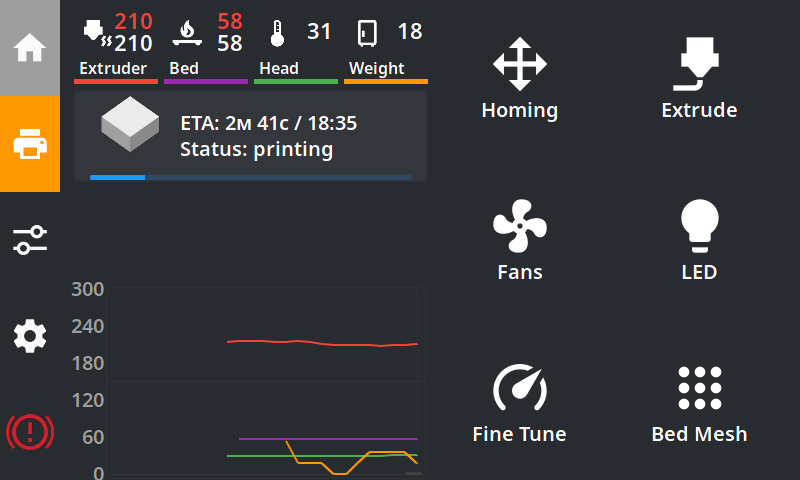 210 58 31 18
210 58
Extruder Bed Head Weight
ETA: 2м 41с / 18:35
Status: printing
300
240
180
120
60
0
Homing Extrude
Fans LED
Fine Tune Bed Mesh